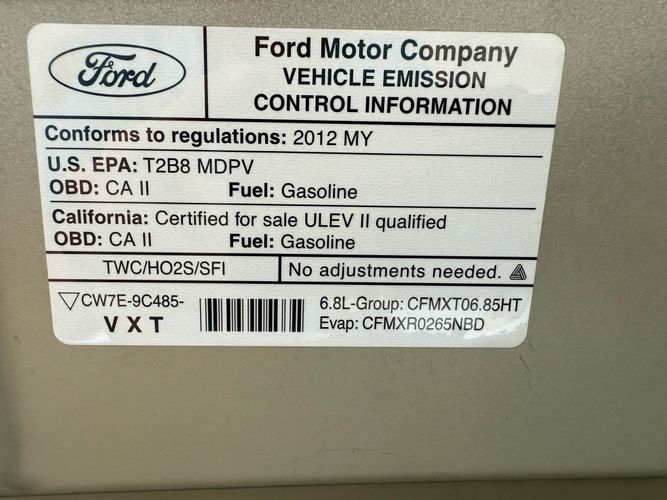 Ford
Ford Motor Company
VEHICLE EMISSION
CONTROL INFORMATION
Conforms to regulations: 2012 MY
U.S. EPA: T2B8 MDPV
OBD: CA II Fuel: Gasoline
California: Certified for sale ULEV II qualified
OBD: CA II Fuel: Gasoline
TWC/HO2S/SFI No adjustments needed.
CW7E-9C485-
V X T
6.8L-Group: CFMXT06.85HT
Evap: CFMXR0265NBD